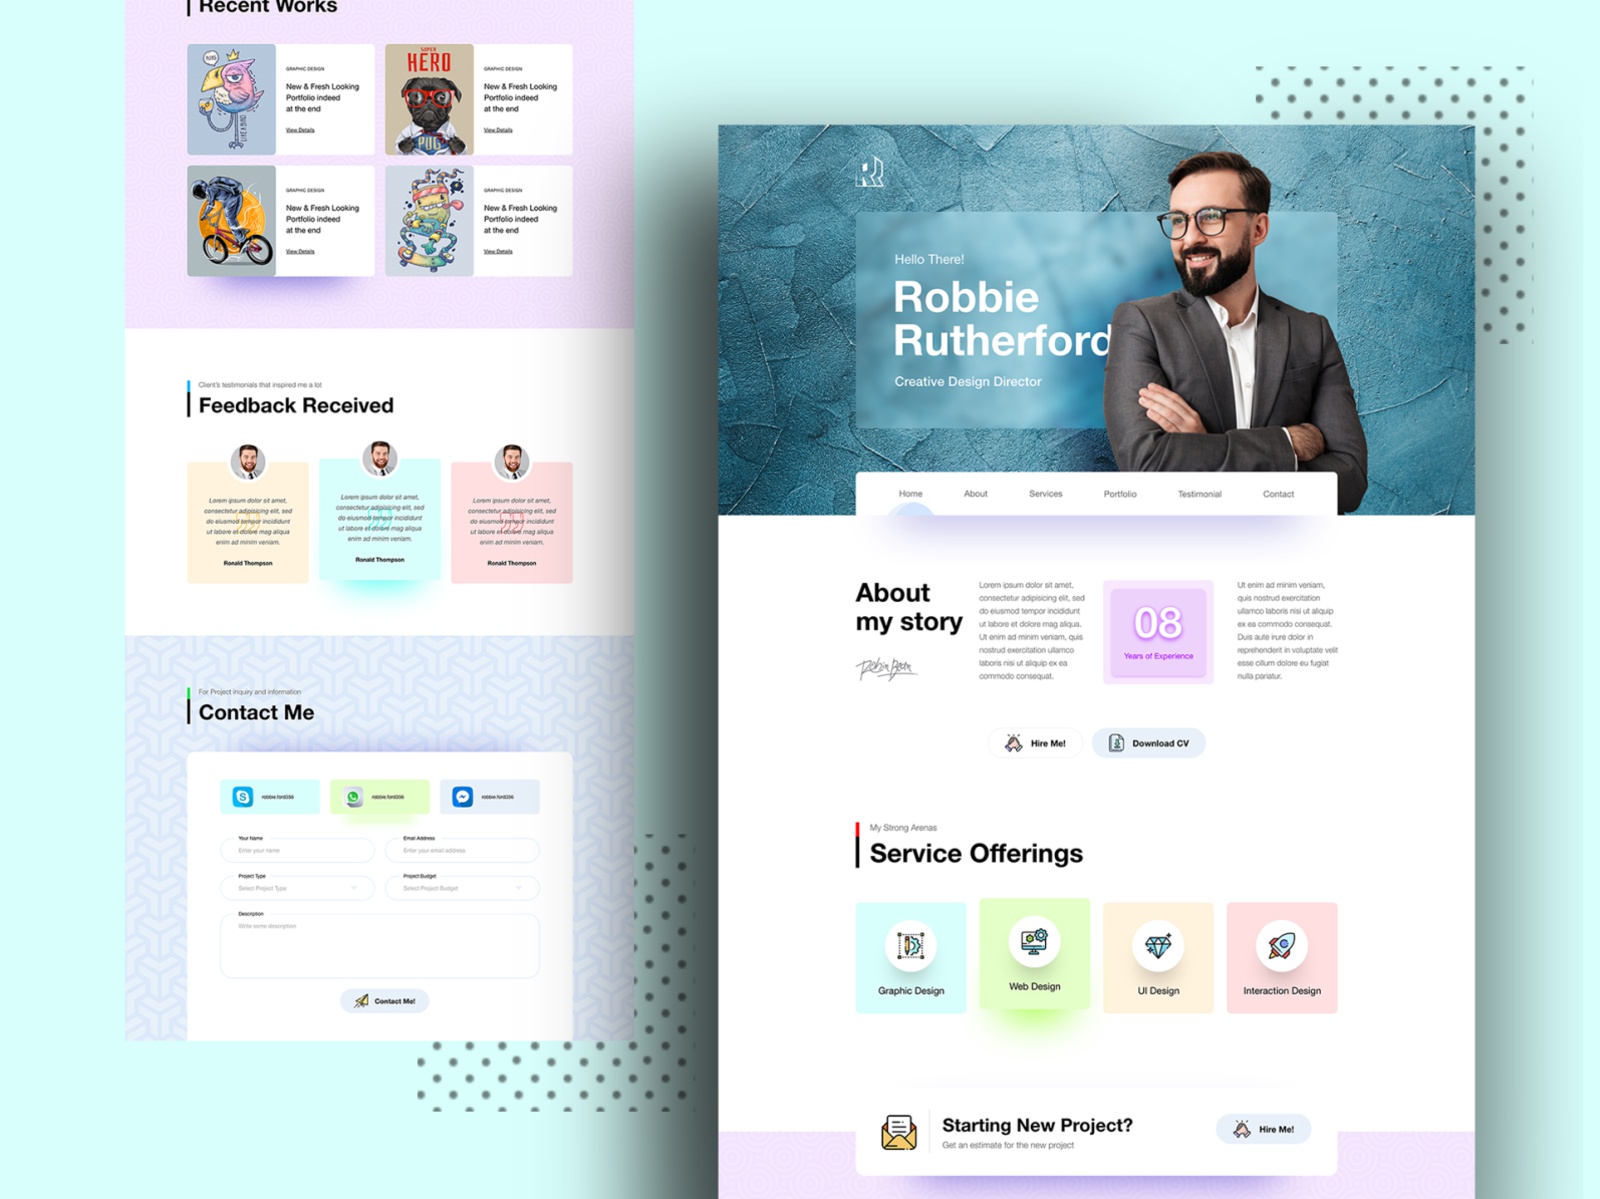 Recent Works
GRAPHIC DESIGN
New & Fresh Looking
Portfolio indeed
at the end
View Details
SUPER
HERO
PUG
GRAPHIC DESIGN
New & Fresh Looking
Portfolio indeed
at the end
View Details
GRAPHIC DESIGN
New & Fresh Looking
Portfolio indeed
at the end
View Details
GRAPHIC DESIGN
New & Fresh Looking
Portfolio indeed
at the end
View Details
Client's testimonials that inspired me a lot
Feedback Received
Lorem ipsum dolor sit amet,
consectetur adipisicing elit, sed
do eiusmod tempor incididunt
ut labore et dolore mag aliqua
enim ad minim veniam.
Ronald Thompson
Lorem ipsum dolor sit amet,
consectetur adipisicing elit, sed
do eiusmod tempor incididunt
ut labore et dolore mag aliqua
enim ad minim veniam.
Ronald Thompson
Lorem ipsum dolor sit amet,
consectetur adipisicing elit, sed
do eiusmod tempor incididunt
ut labore et dolore mag aliqua
enim ad minim veniam.
Ronald Thompson
For Project inquiry and information
Contact Me
Your Name
Enter your name
Email Address
Enter your email address
Project Type
Select Project Type
Project Budget
Select Project Budget
Description
Write some description
Contact Me!
Hello There!
Robbie
Rutherford
Creative Design Director
Home
About
Services
Portfolio
Testimonial
Contact
About
my story
Lorem ipsum dolor sit amet,
consectetur adipisicing elit, sed
do eiusmod tempor incididunt
ut labore et dolore mag aliqua.
Ut enim ad minim veniam, quis
nostrud exercitation ullamco
laboris nisi ut aliquip ex ea
commodo consequat.
08
Years of Experience
Ut enim ad minim veniam,
quis nostrud exercitation
ullamco laboris nisi ut aliquip
ex ea commodo consequat.
Duis aute irure dolor in
reprehenderit in voluptate velit
esse cillum dolore eu fugiat
nulla pariatur.
Hire Me!
Download CV
My Strong Arenas
Service Offerings
Graphic Design
Web Design
UI Design
Interaction Design
Starting New Project?
Get an estimate for the new project
Hire Me!